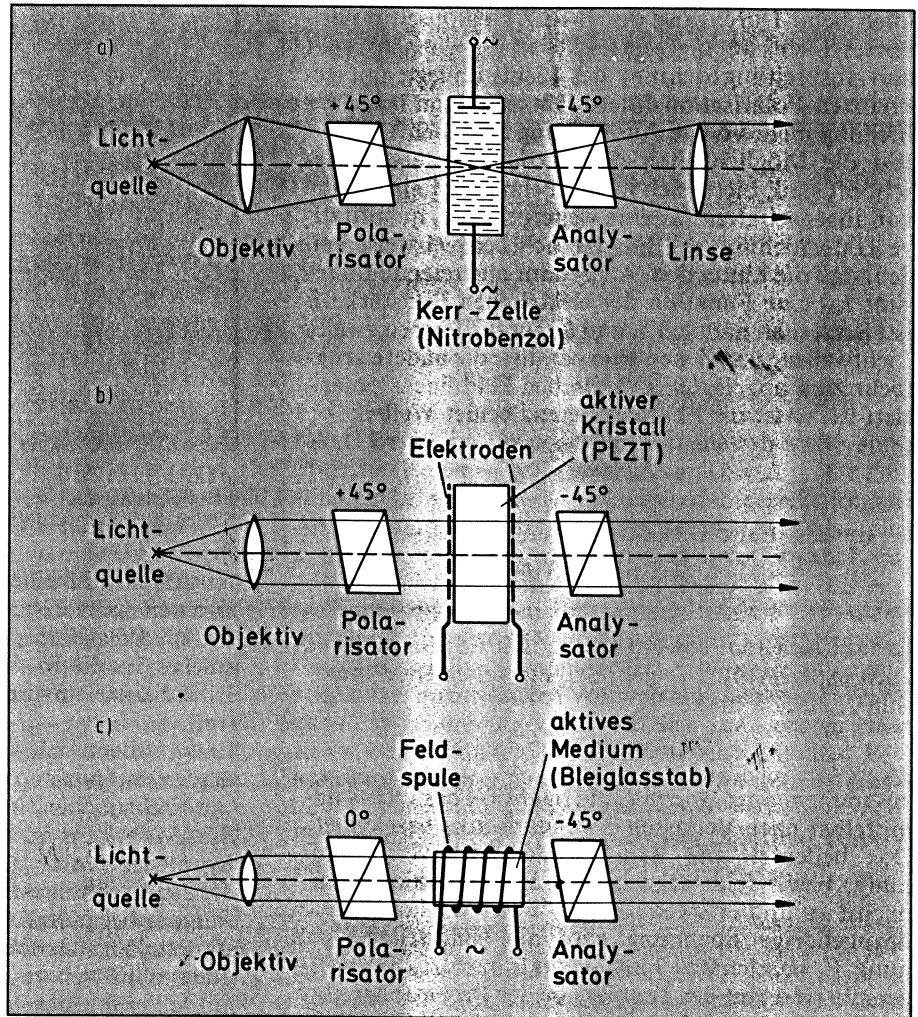 a)
+45°
~
-45°
Licht-
quelle
Objektiv
Pola-
risator
Analy-
sator
Linse
~
Kerr-Zelle
(Nitrobenzol)
b)
aktiver
Kristall
(PLZT)
Elektroden
+45°
-45°
Licht-
quelle
Objektiv
Pola-
risator
Analy-
sator
c)
aktives
Medium
(Bleiglasstab)
Feld-
spule
0°
-45°
Licht-
quelle
~
Objektiv
Pola-
risator
Analy-
sator